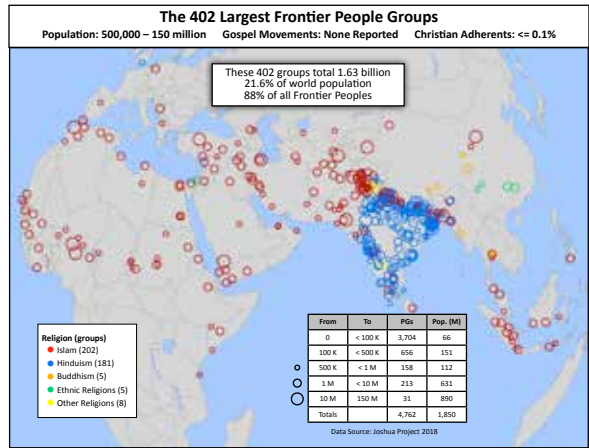 The 402 Largest Frontier People Groups
Population: 500,000 – 150 million Gospel Movements: None Reported Christian Adherents: <= 0.1%
These 402 groups total 1.63 billion
21.6% of world population
88% of all Frontier Peoples
Religion (groups)
Islam (202)
Hinduism (181)
Buddhism (5)
Ethnic Religions (5)
Other Religions (8)
From To PGs Pop. (M)
0 < 100 K 3,704 66
100 K < 500 K 656 151
500 K < 1 M 158 112
1 M < 10 M 213 631
10 M 150 M 31 890
Totals 4,762 1,850
Data Source: Joshua Project 2018